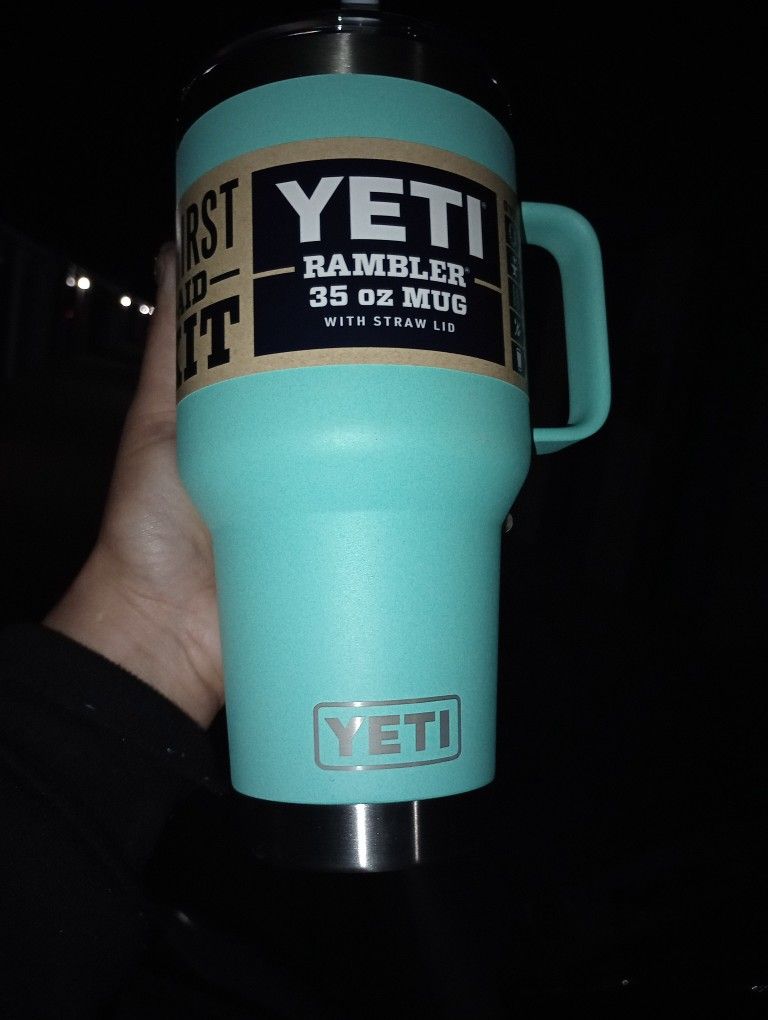 YETI
RAMBLER®
35 oz MUG
WITH STRAW LID
YETI